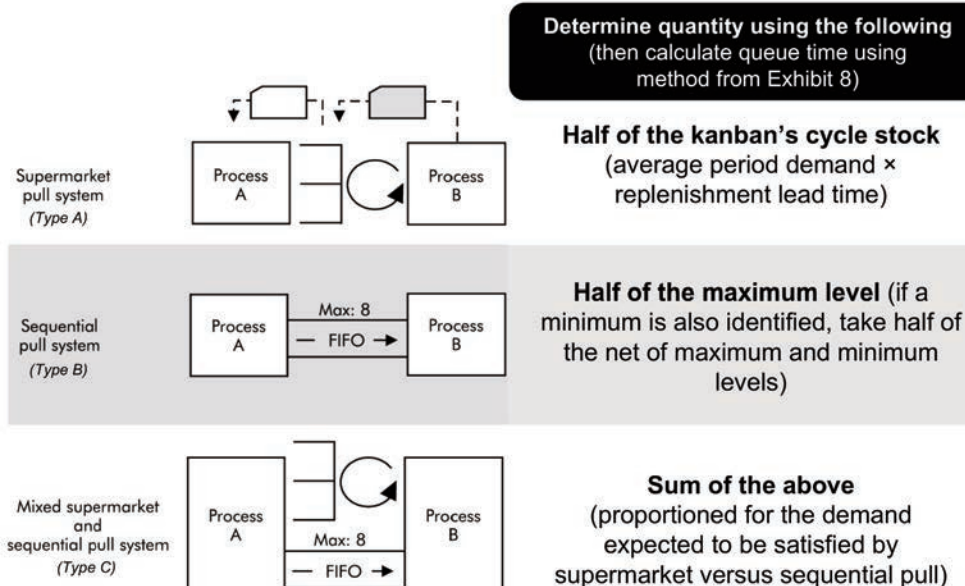 Determine quantity using the following
(then calculate queue time using
method from Exhibit 8)
Supermarket
pull system
(Type A)
Process
A
Process
B
Half of the kanban’s cycle stock
(average period demand ×
replenishment lead time)
Sequential
pull system
(Type B)
Process
A
Max: 8
FIFO
Process
B
Half of the maximum level (if a
minimum is also identified, take half of
the net of maximum and minimum
levels)
Mixed supermarket
and
sequential pull system
(Type C)
Process
A
Max: 8
FIFO
Process
B
Sum of the above
(proportioned for the demand
expected to be satisfied by
supermarket versus sequential pull)